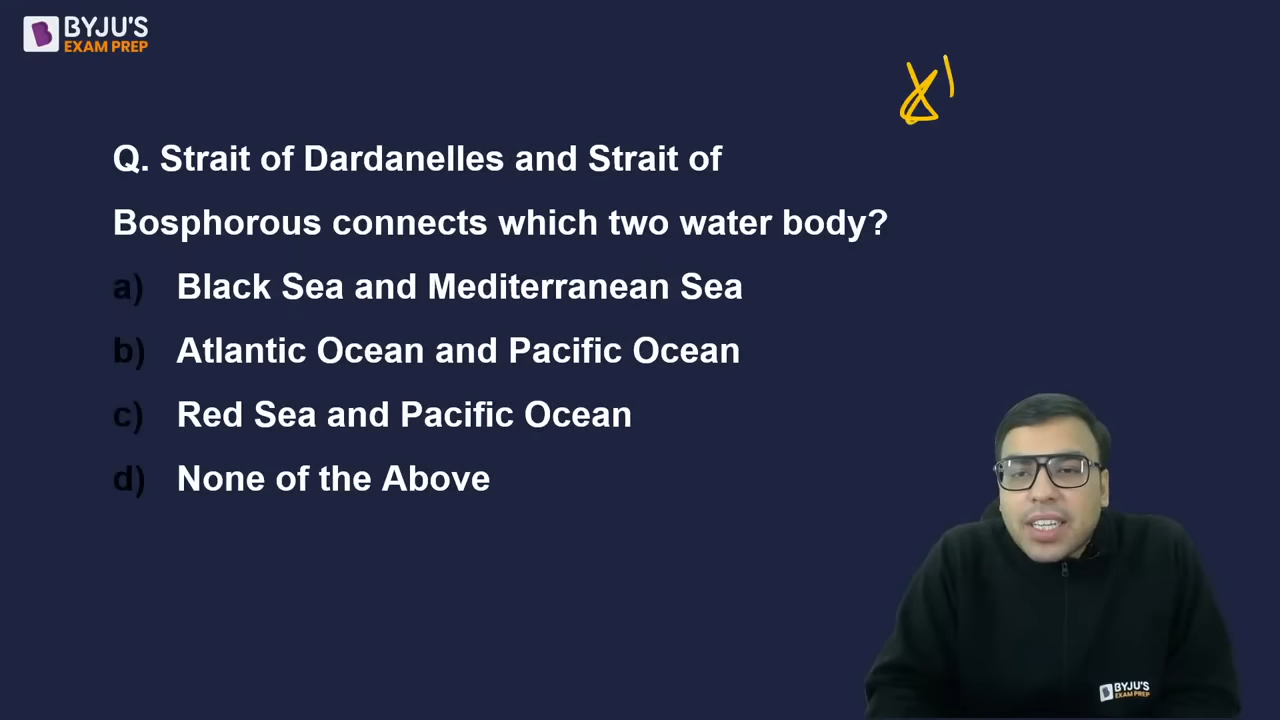 BYJU'S
EXAM PREP
Q. Strait of Dardanelles and Strait of
Bosphorous connects which two water body?
a) Black Sea and Mediterranean Sea
b) Atlantic Ocean and Pacific Ocean
c) Red Sea and Pacific Ocean
d) None of the Above
BYJU'S
EXAM PREP